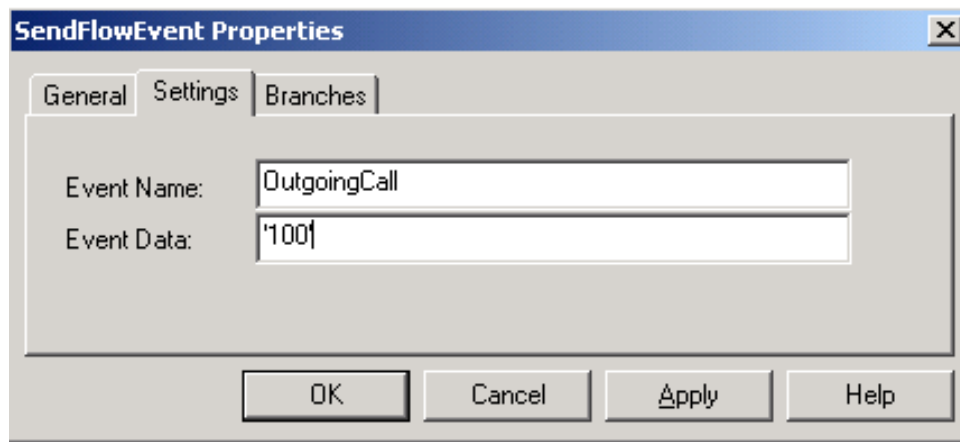 SendFlowEvent Properties
General Settings Branches
Event Name: OutgoingCall
Event Data: '100'
OK Cancel Apply Help